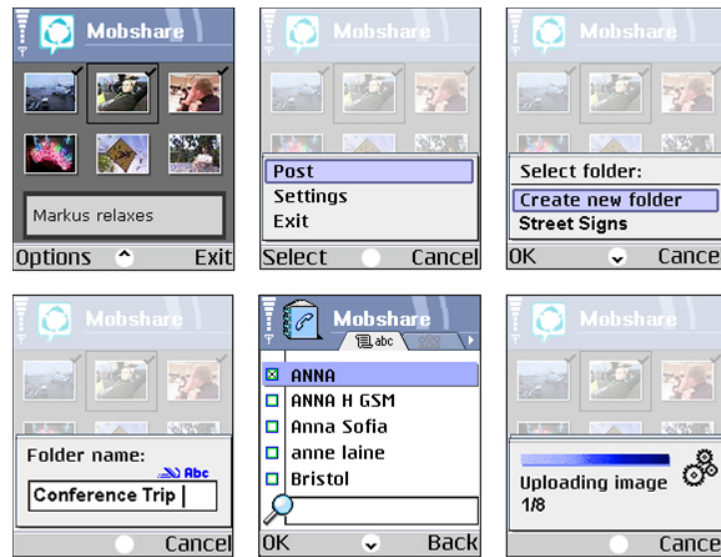 Mobshare
Markus relaxes
Options Exit
Mobshare
Post
Settings
Exit
Select Cancel
Mobshare
Select folder:
Create new folder
Street Signs
OK Cance
Mobshare
Folder name:
Abc
Conference Trip
Cancel
Mobshare
abc
ANNA
ANNA H GSM
Anna Sofia
anne laine
Bristol
OK Back
Mobshare
Uploading image
1/8
Cance